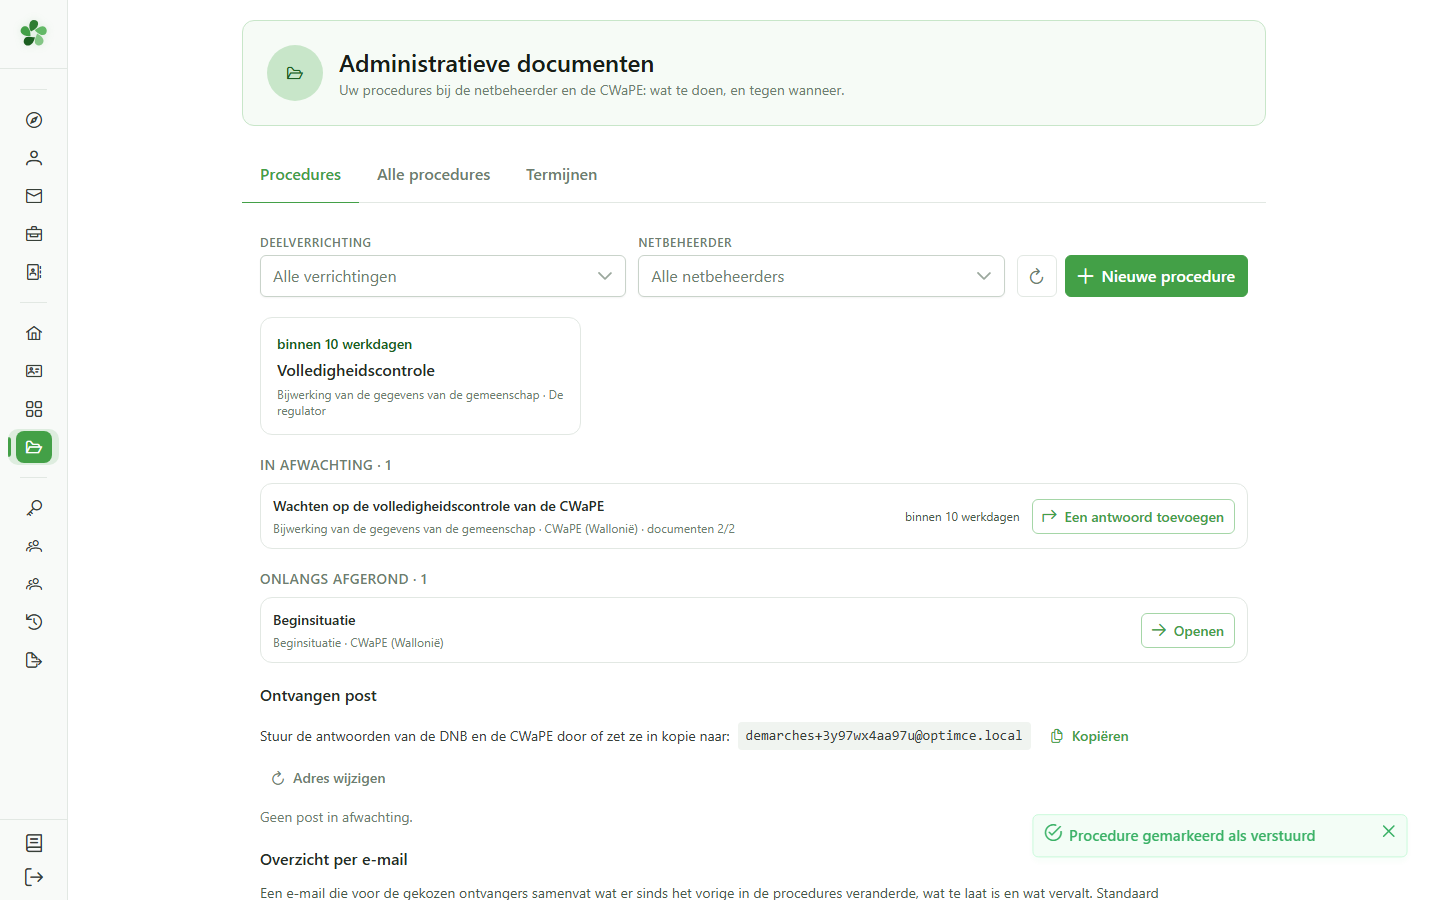 Administratieve documenten
Uw procedures bij de netbeheerder en de CWaPE: wat te doen, en tegen wanneer.
Procedures
Alle procedures
Termijnen
DEELVERRICHTING
NETBEHEERDER
Alle verrichtingen
Alle netbeheerders
Nieuwe procedure
binnen 10 werkdagen
Volledigheidscontrole
Bijwerking van de gegevens van de gemeenschap · De
regulator
IN AFWACHTING · 1
Wachten op de volledigheidscontrole van de CWaPE
Bijwerking van de gegevens van de gemeenschap · CWaPE (Wallonië) · documenten 2/2
binnen 10 werkdagen
Een antwoord toevoegen
ONLANGS AFGEROND · 1
Beginsituatie
Beginsituatie · CWaPE (Wallonië)
Openen
Ontvangen post
Stuur de antwoorden van de DNB en de CWaPE door of zet ze in kopie naar: demarches+3y97wx4aa97u@optimce.local
Kopiëren
Adres wijzigen
Geen post in afwachting.
Procedure gemarkeerd als verstuurd
Overzicht per e-mail
Een e-mail die voor de gekozen ontvangers samenvat wat er sinds het vorige in de procedures veranderde, wat te laat is en wat vervalt. Standaard